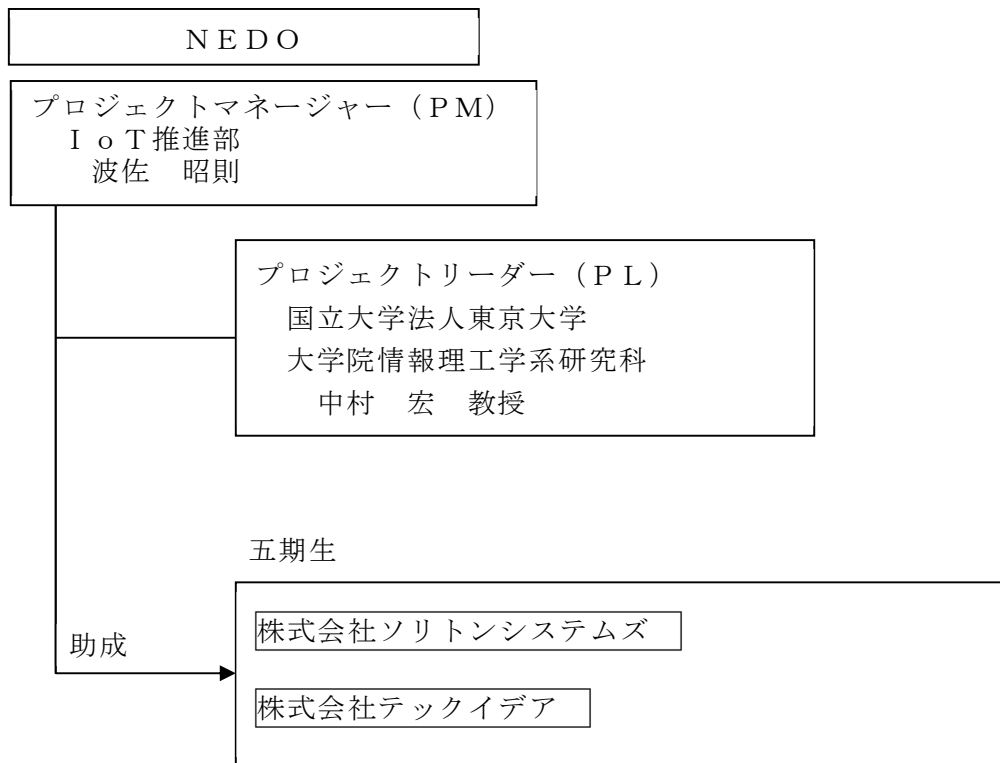 ＮＥＤＯ
プロジェクトマネージャー（ＰＭ）
ＩｏＴ推進部
波佐　昭則
プロジェクトリーダー（ＰＬ）
国立大学法人東京大学
大学院情報理工学系研究科
中村　宏　教授
五期生
株式会社ソリトンシステムズ
助成
株式会社テックイデア